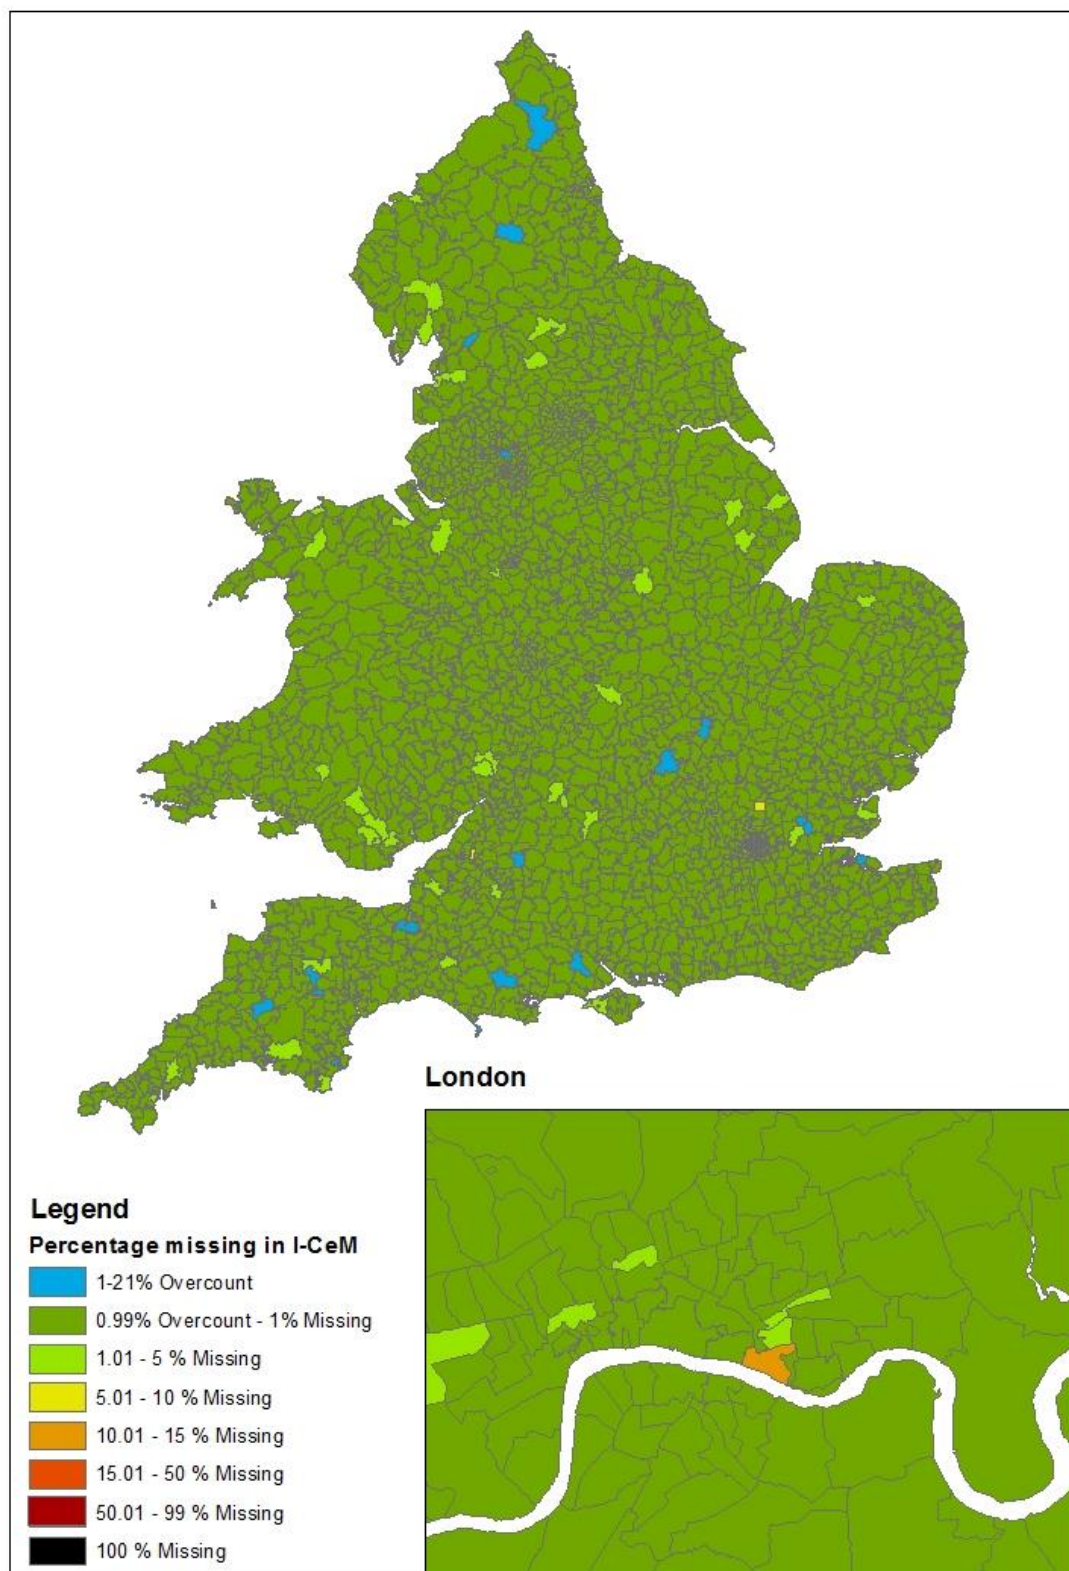 London
Legend
Percentage missing in I-CeM
1-21% Overcount
0.99% Overcount - 1% Missing
1.01 - 5 % Missing
5.01 - 10 % Missing
10.01 - 15 % Missing
15.01 - 50 % Missing
50.01 - 99 % Missing
100 % Missing